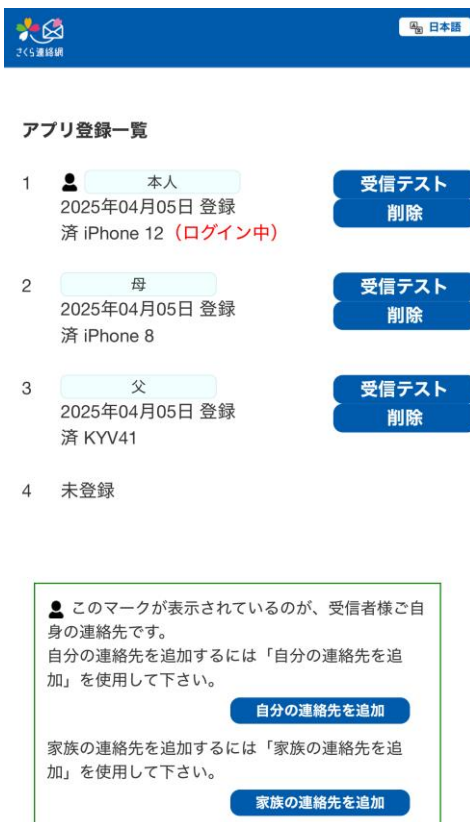 さくら連絡網
日本語
アプリ登録一覧
1 本人 受信テスト
2025年04月05日 登録 削除
済 iPhone 12（ログイン中）
2 母 受信テスト
2025年04月05日 登録 削除
済 iPhone 8
3 父 受信テスト
2025年04月05日 登録 削除
済 KYV41
4 未登録
このマークが表示されているのが、受信者様ご自
身の連絡先です。
自分の連絡先を追加するには「自分の連絡先を追
加」を使用して下さい。
自分の連絡先を追加
家族の連絡先を追加するには「家族の連絡先を追
加」を使用して下さい。
家族の連絡先を追加